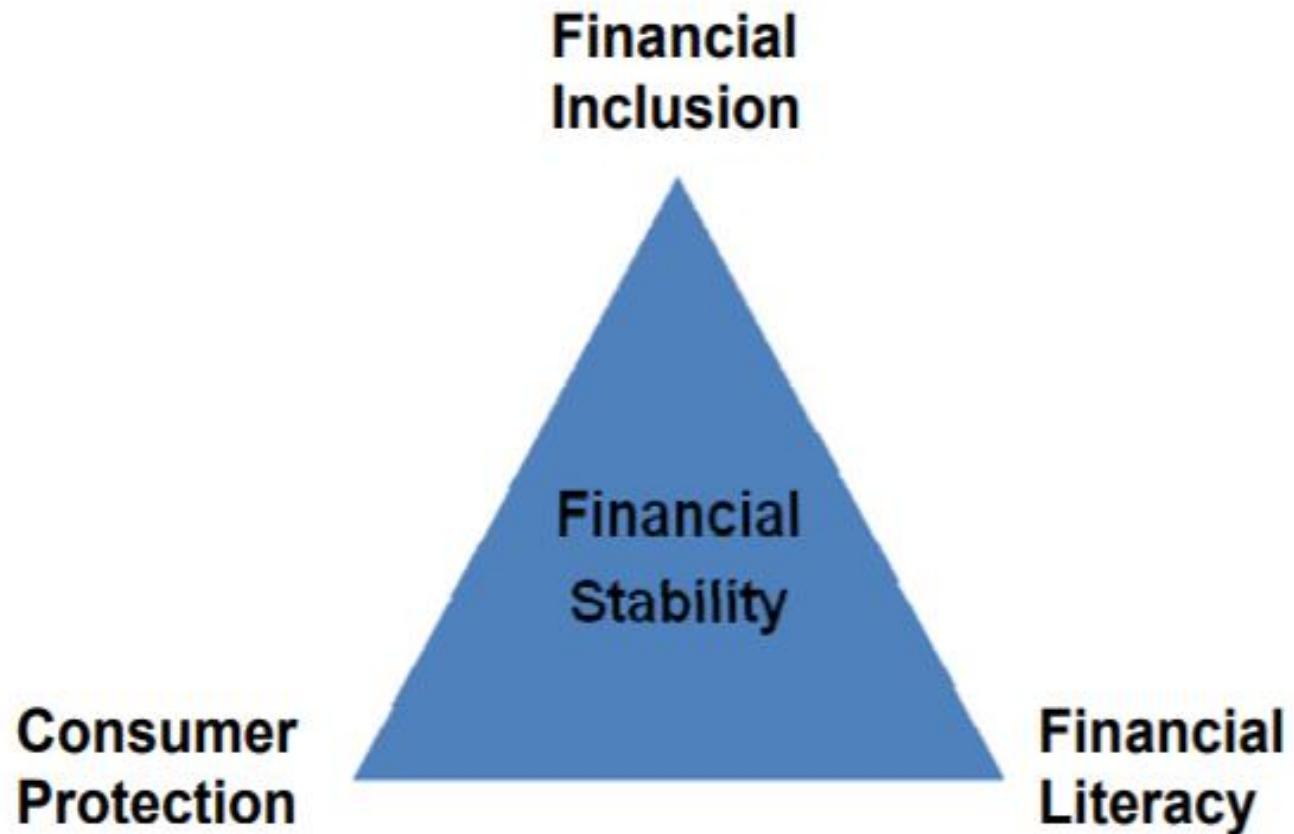 Financial
Inclusion
Financial
Stability
Consumer
Protection
Financial
Literacy